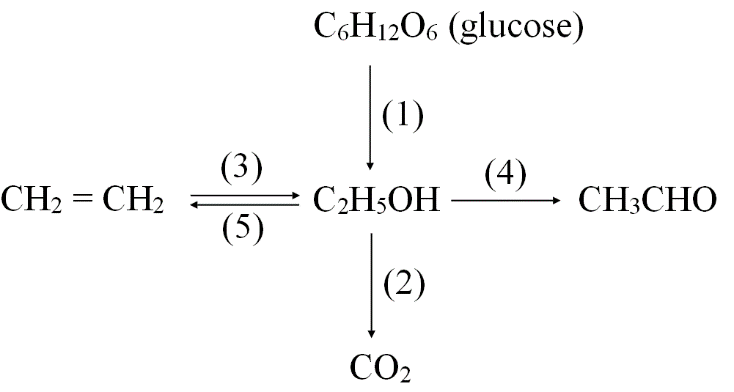 C₆H₁₂O₆ (glucose)
(1)
CH₂ = CH₂
(3)
(5)
C₂H₅OH
(4)
CH₃CHO
(2)
CO₂